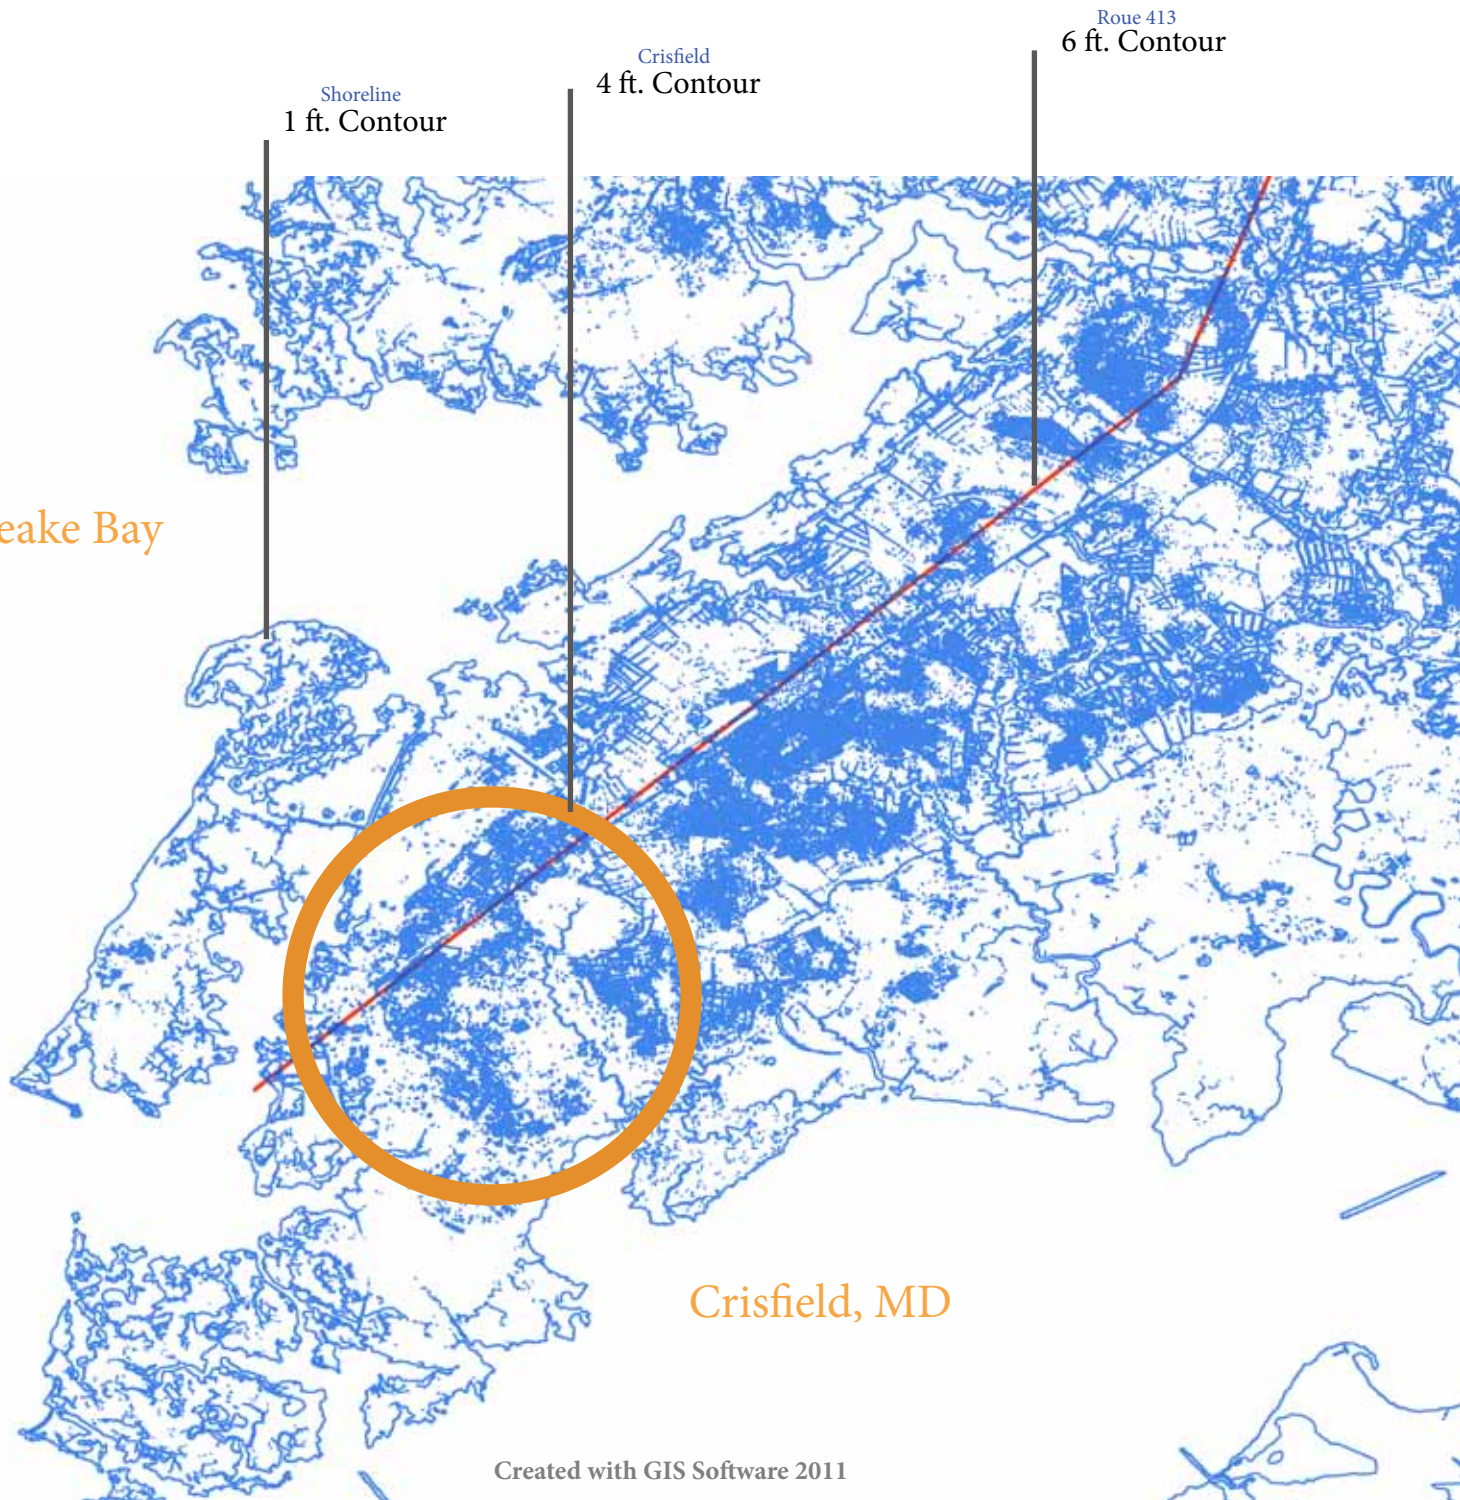 Roue 413
6 ft. Contour
Crisfield
4 ft. Contour
Shoreline
1 ft. Contour
eake Bay
Crisfield, MD
Created with GIS Software 2011